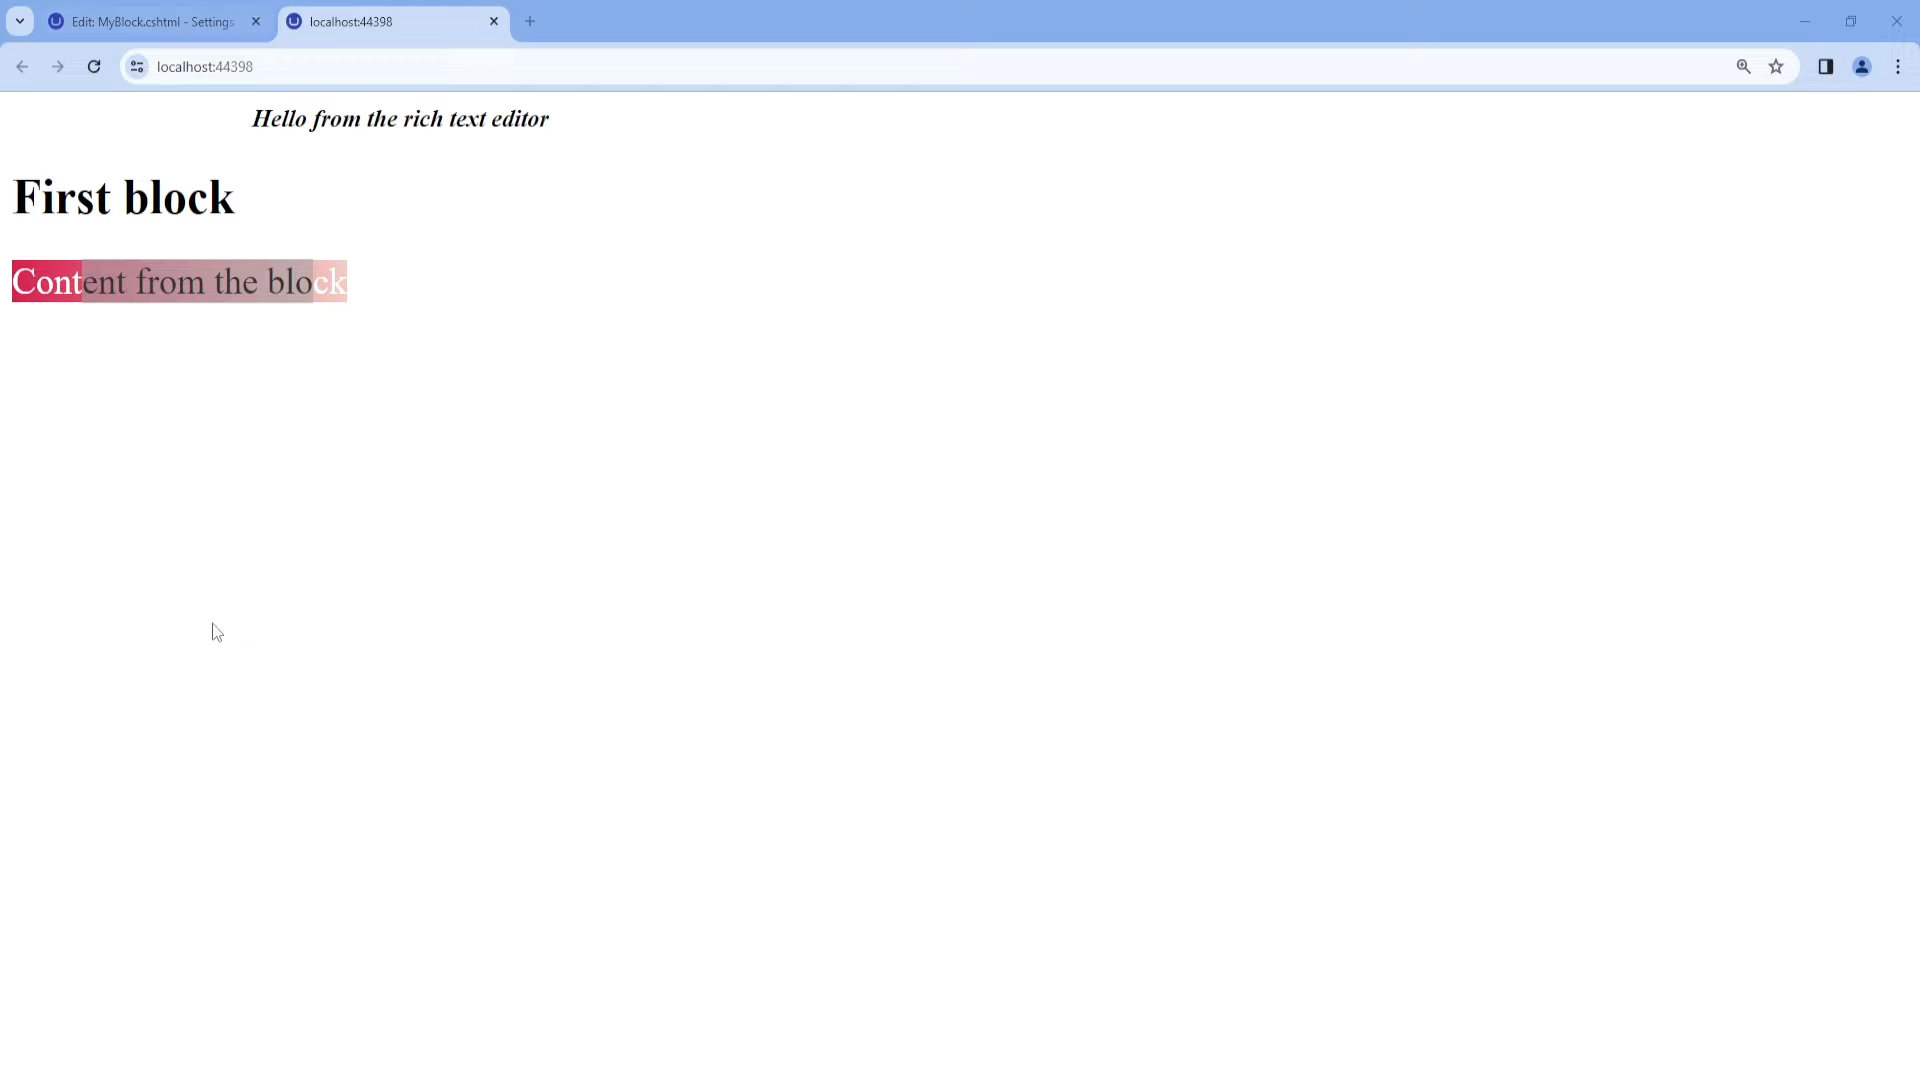 Edit: MyBlock.cshtml - Settings
localhost:44398
localhost:44398
Hello from the rich text editor
First block
Content from the block